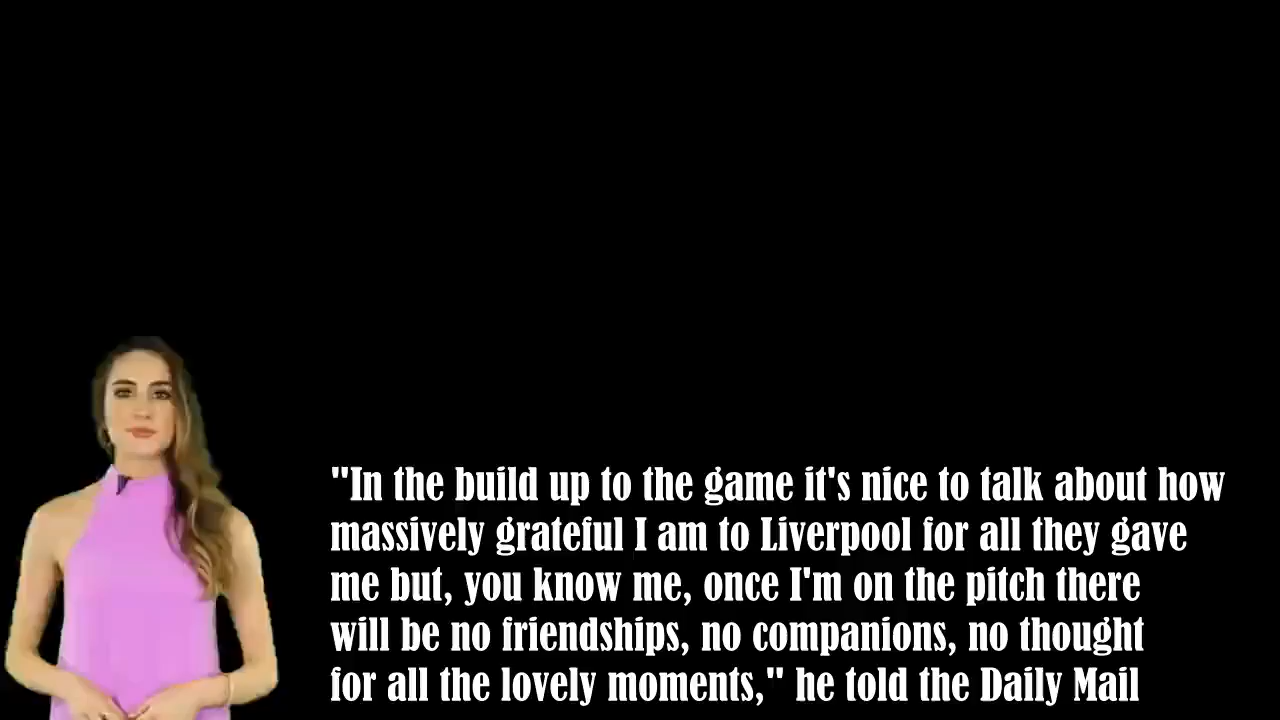 "In the build up to the game it's nice to talk about how
massively grateful I am to Liverpool for all they gave
me but, you know me, once I'm on the pitch there
will be no friendships, no companions, no thought
for all the lovely moments," he told the Daily Mail